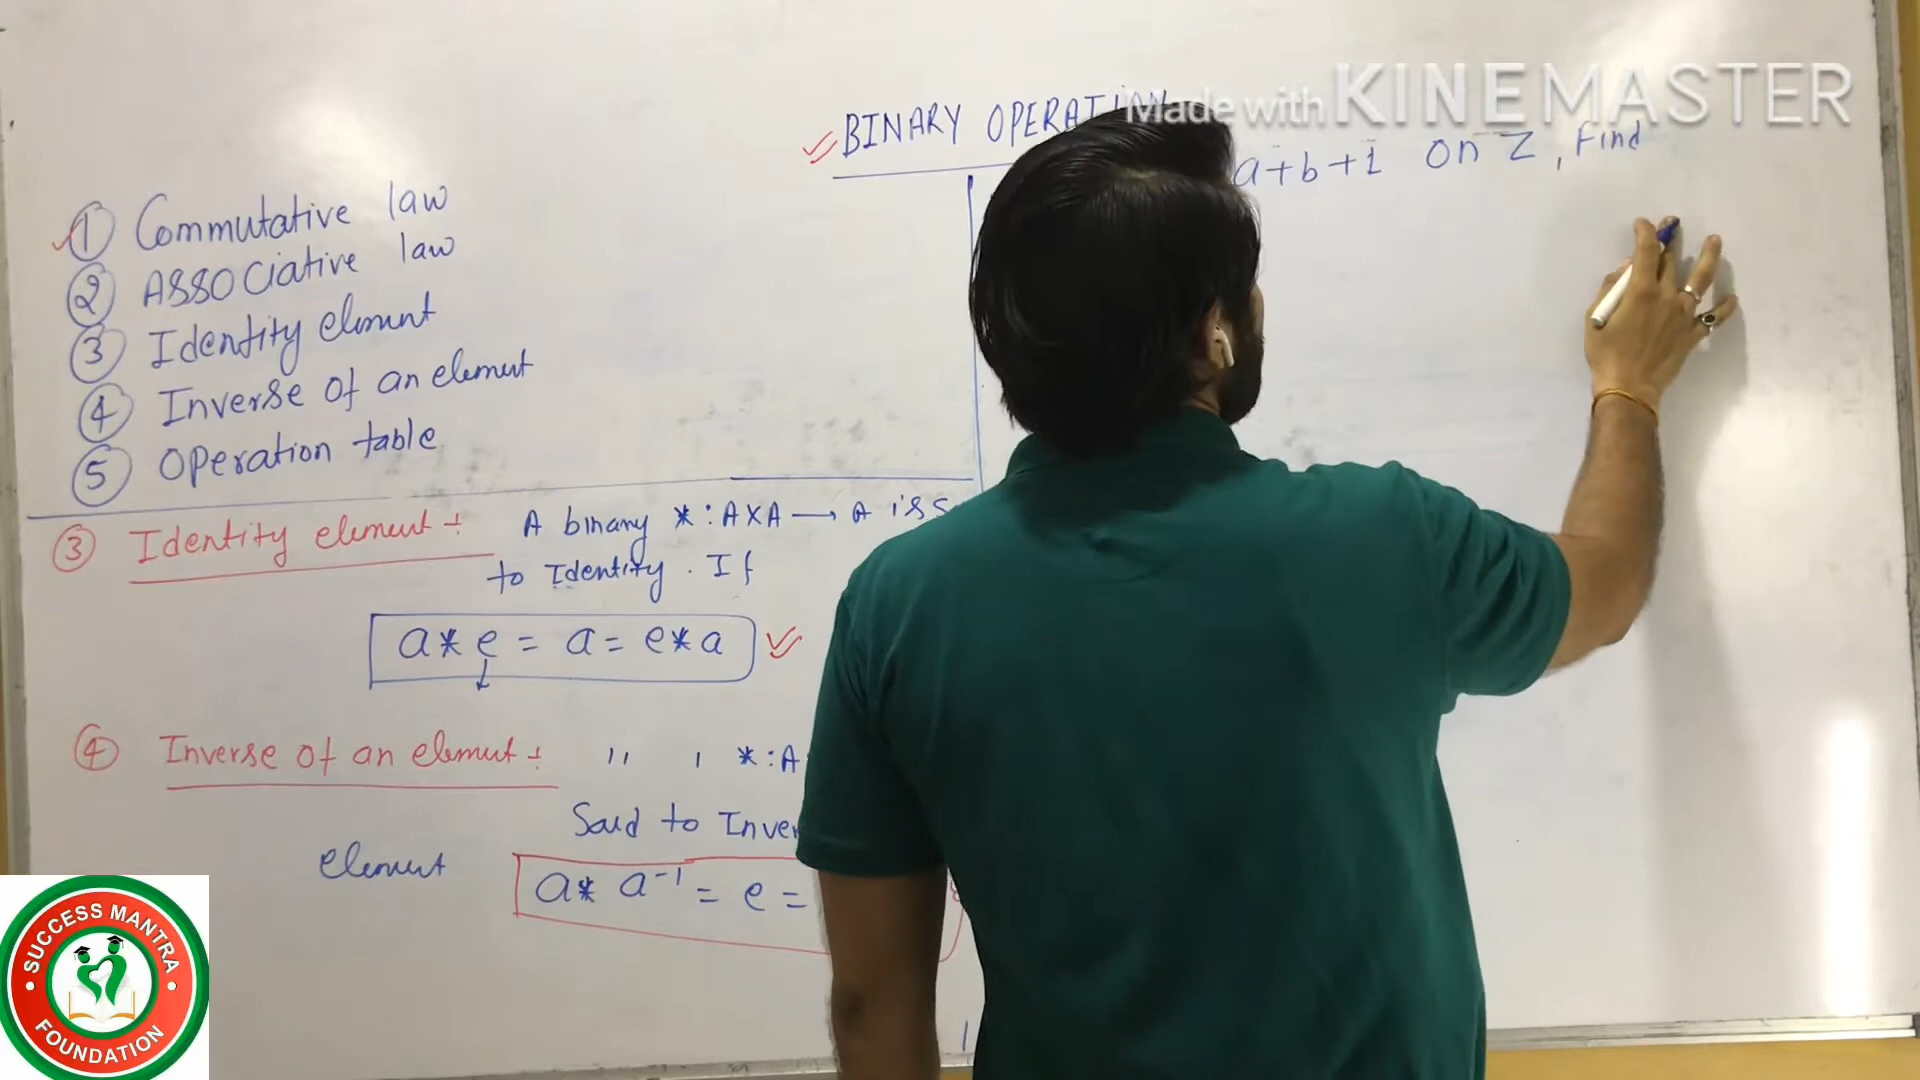 Made with KINEMASTER
BINARY OPERATION
a+b+1 on Z, Find
① Commutative law
② Associative law
③ Identity element
④ Inverse of an element
⑤ Operation table
③ Identity element ÷ A binary *: A×A → A is
to Identity. If
a * e = a = e * a
④ Inverse of an element ÷ '' , *: A
Said to
element
a * a⁻¹ = e =
SUCCESS MANTRA
FOUNDATION